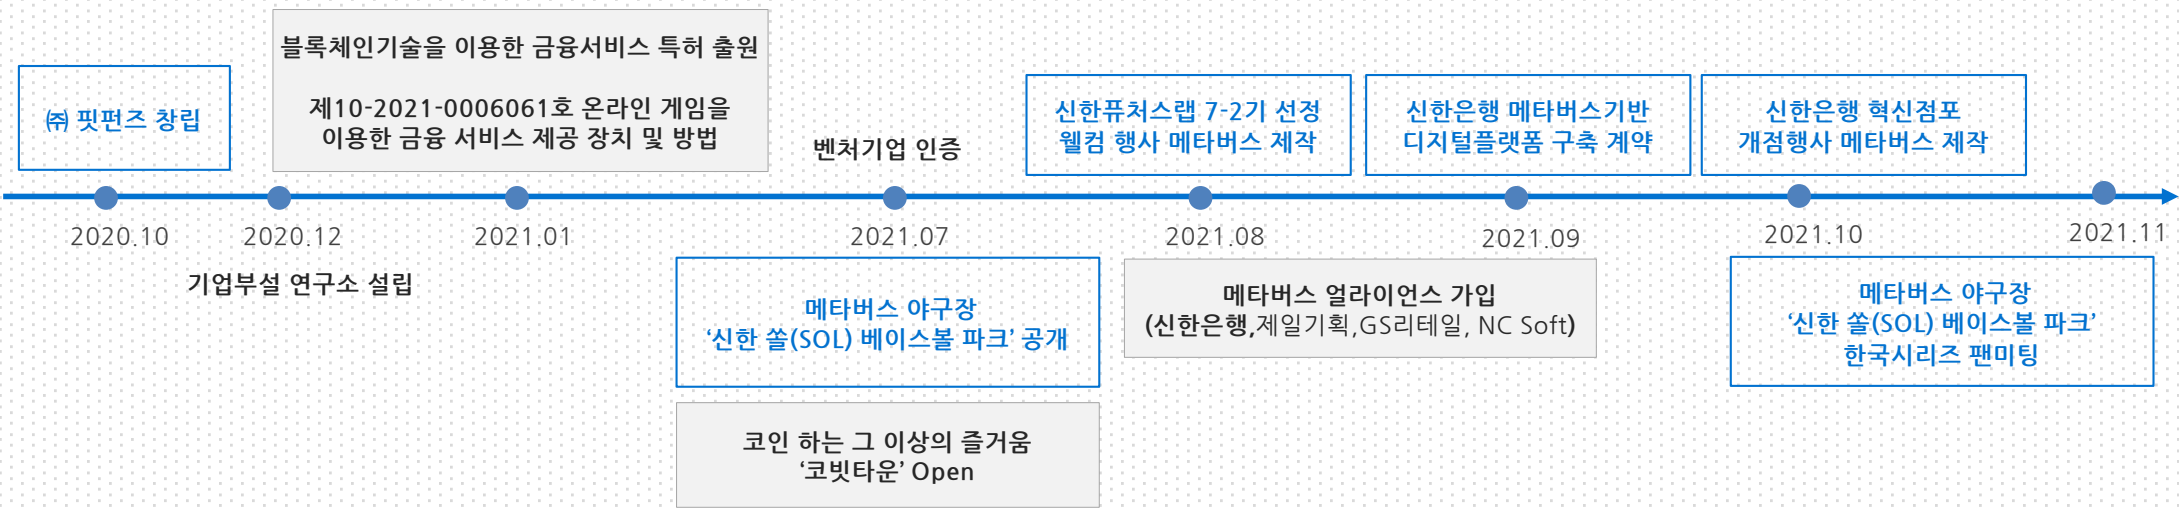 블록체인기술을 이용한 금융서비스 특허 출원
제10-2021-0006061호 온라인 게임을
이용한 금융 서비스 제공 장치 및 방법
㈜ 핏펀즈 창립
벤처기업 인증
신한퓨처스랩 7-2기 선정
웰컴 행사 메타버스 제작
신한은행 메타버스기반
디지털플랫폼 구축 계약
신한은행 혁신점포
개점행사 메타버스 제작
2020.10
2020.12
2021.01
2021.07
2021.08
2021.09
2021.10
2021.11
기업부설 연구소 설립
메타버스 야구장
‘신한 쏠(SOL) 베이스볼 파크’ 공개
코인 하는 그 이상의 즐거움
‘코빗타운’ Open
메타버스 얼라이언스 가입
(신한은행,제일기획,GS리테일, NC Soft)
메타버스 야구장
‘신한 쏠(SOL) 베이스볼 파크’
한국시리즈 팬미팅